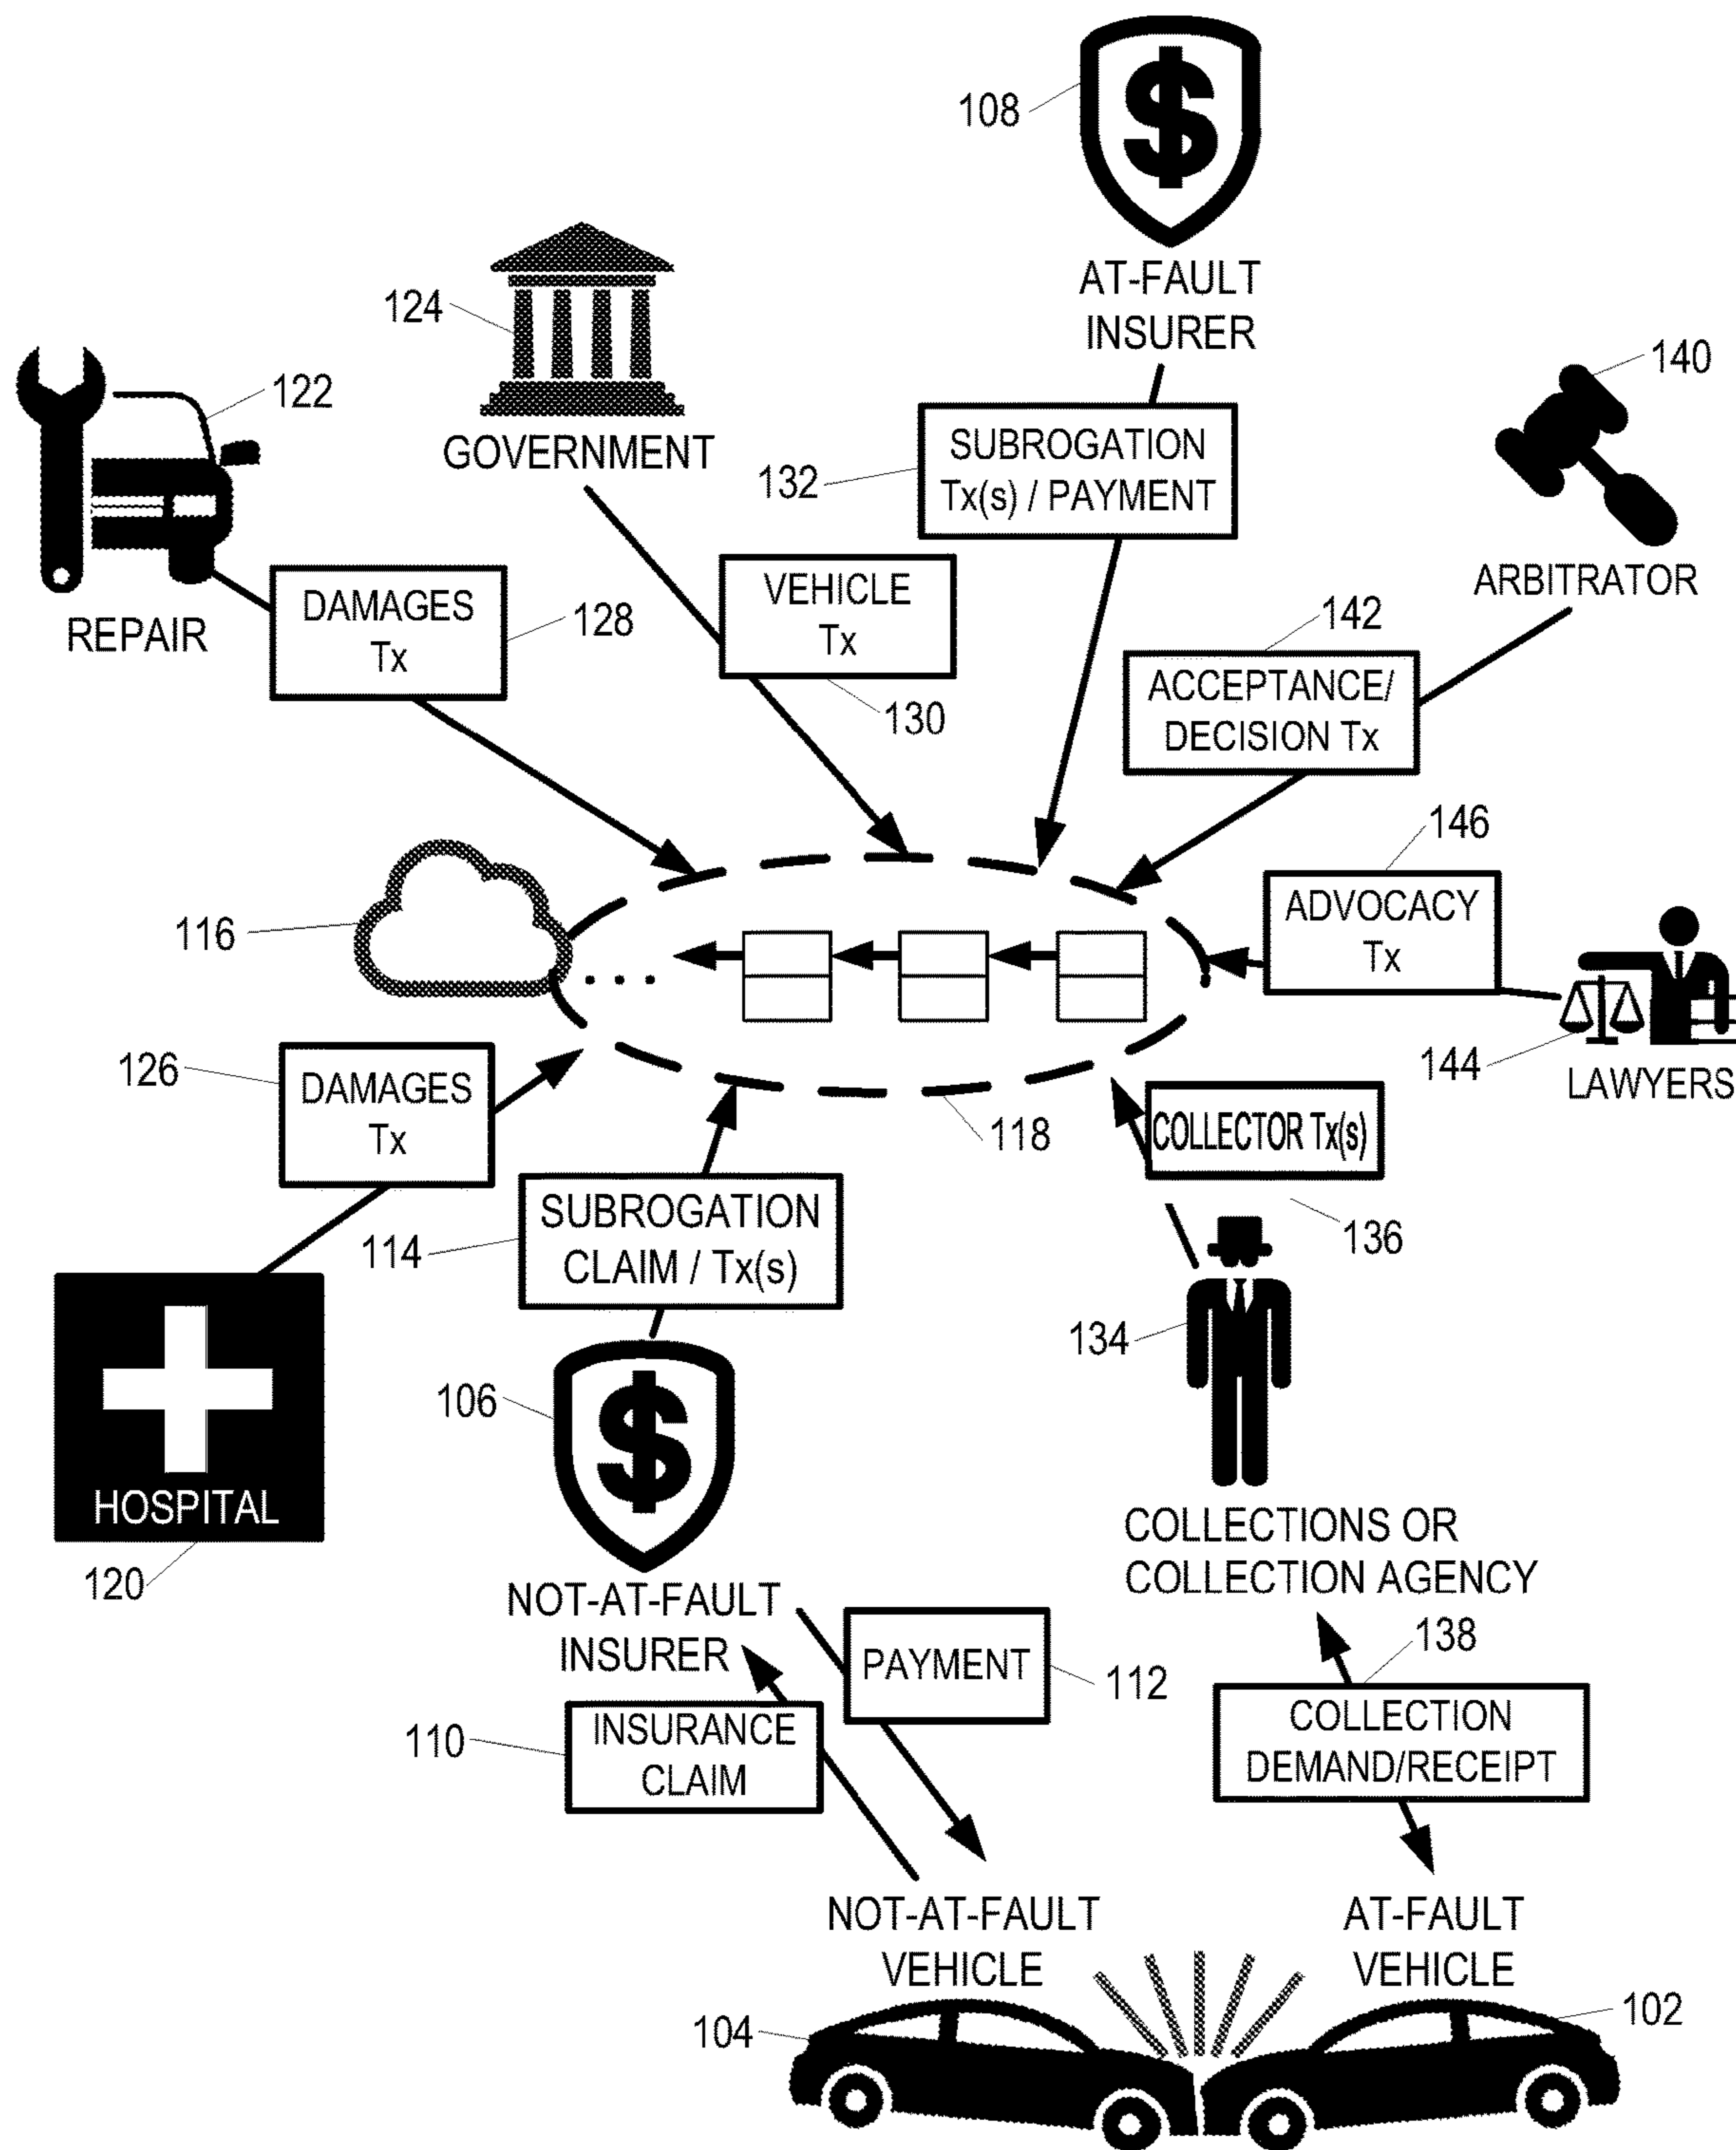 108
AT-FAULT
INSURER
124
GOVERNMENT
122
REPAIR
140
ARBITRATOR
132
SUBROGATION
Tx(s) / PAYMENT
DAMAGES
Tx
128
VEHICLE
Tx
130
142
ACCEPTANCE/
DECISION Tx
146
ADVOCACY
Tx
116
. . .
144
LAWYERS
126
DAMAGES
Tx
118
COLLECTOR Tx(s)
136
114
SUBROGATION
CLAIM / Tx(s)
134
106
HOSPITAL
120
COLLECTIONS OR
COLLECTION AGENCY
NOT-AT-FAULT
INSURER
PAYMENT
112
138
110
INSURANCE
CLAIM
COLLECTION
DEMAND/RECEIPT
NOT-AT-FAULT
VEHICLE
AT-FAULT
VEHICLE
104
102